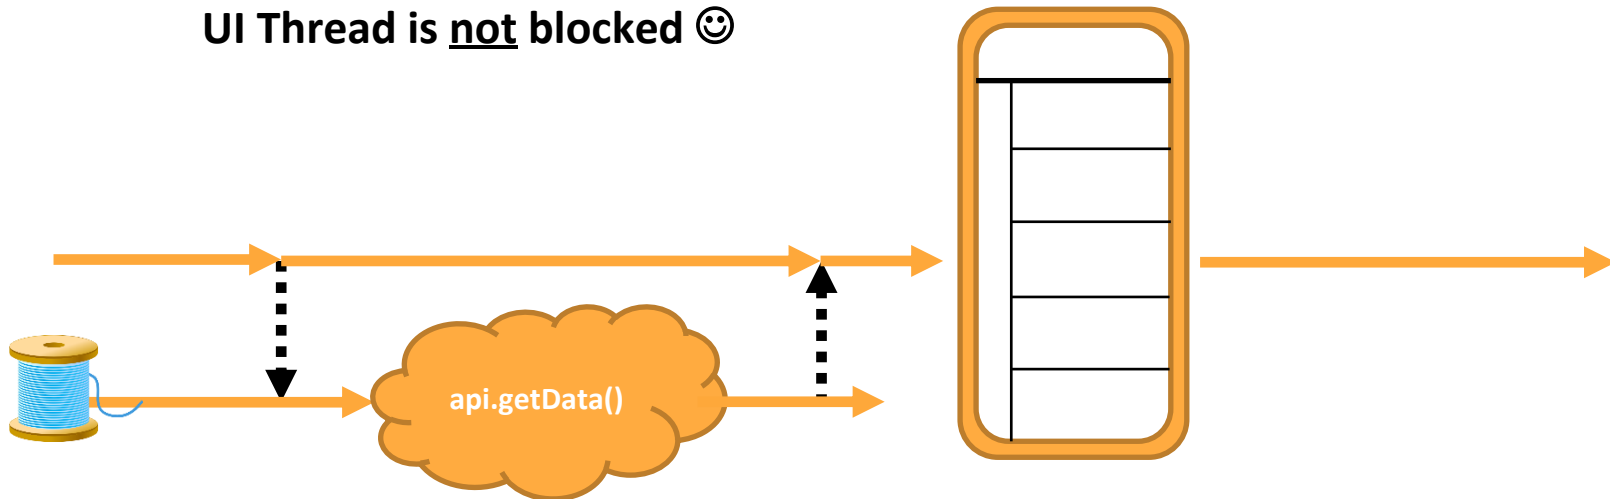 UI Thread is not blocked ☺
api.getData()